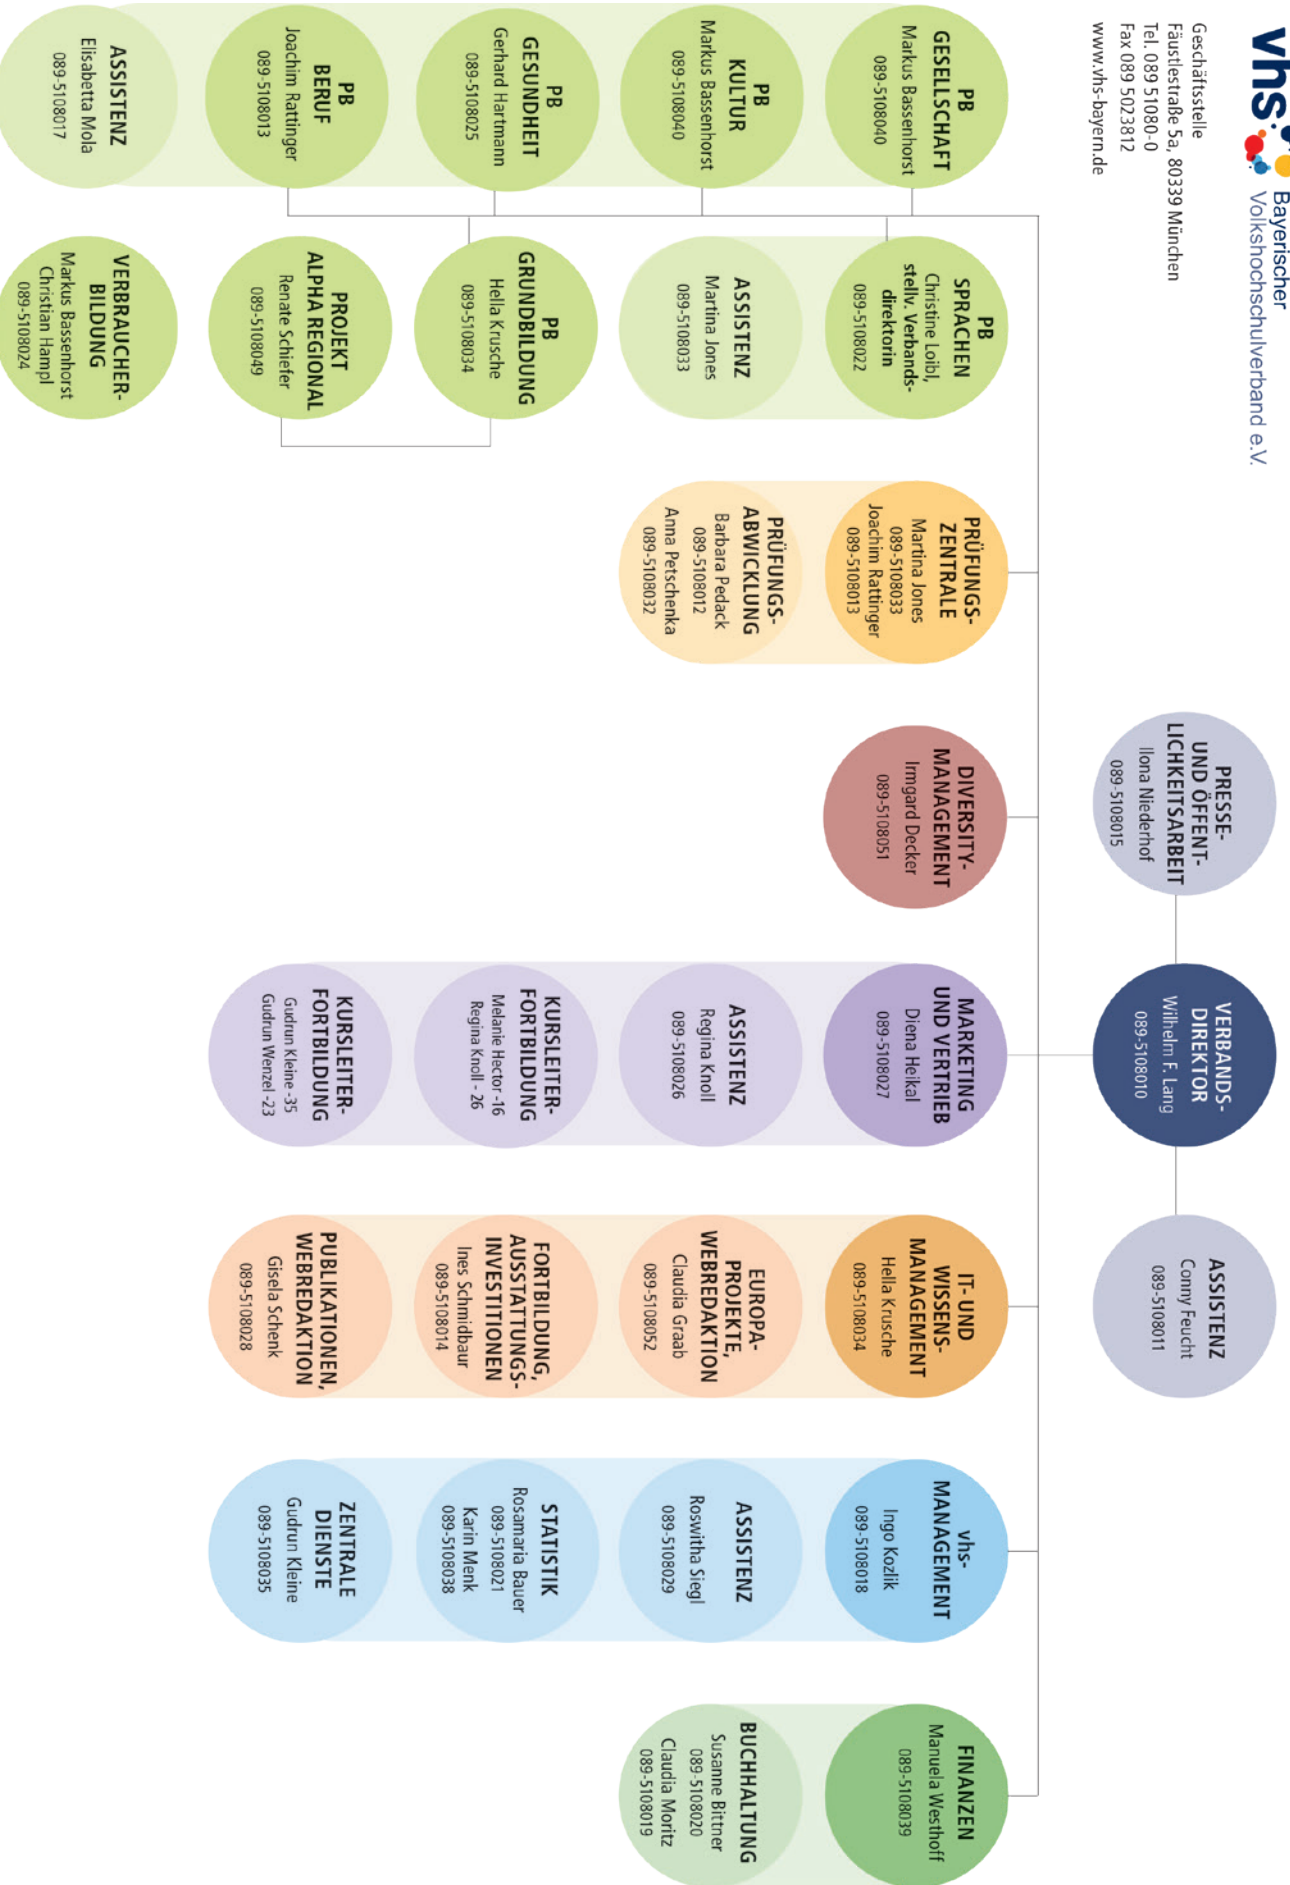 vhs
Bayerischer
Volkshochschulverband e.V.
Geschäftsstelle
Fäustlestraße 5a, 80339 München
Tel. 089 51080-0
Fax 089 5023812
www.vhs-bayern.de
PRESSE-
UND ÖFFENT-
LICHKEITSARBEIT
Ilona Niederhof
089-5108015
VERBANDS-
DIREKTOR
Wilhelm F. Lang
089-5108010
ASSISTENZ
Conny Feucht
089-5108011
PB
GESELLSCHAFT
Markus Bassenhorst
089-5108040
PB
KULTUR
Markus Bassenhorst
089-5108040
PB
GESUNDHEIT
Gerhard Hartmann
089-5108025
PB
BERUF
Joachim Rattinger
089-5108013
ASSISTENZ
Elisabetta Mola
089-5108017
PB
SPRACHEN
Christine Loibl,
stellv. Verbands-
direktorin
089-5108022
ASSISTENZ
Martina Jones
089-5108033
PB
GRUNDBILDUNG
Hella Krusche
089-5108034
PROJEKT
ALPHA REGIONAL
Renate Schiefer
089-5108049
VERBRAUCHER-
BILDUNG
Markus Bassenhorst
Christian Hampl
089-5108024
PRÜFUNGS-
ZENTRALE
Martina Jones
089-5108033
Joachim Rattinger
089-5108013
PRÜFUNGS-
ABWICKLUNG
Barbara Pedack
089-5108012
Anna Petschenka
089-5108032
DIVERSITY-
MANAGEMENT
Irmgard Decker
089-5108051
MARKETING
UND VERTRIEB
Diena Heikal
089-5108027
ASSISTENZ
Regina Knoll
089-5108026
KURSLEITER-
FORTBILDUNG
Melanie Hector -16
Regina Knoll - 26
KURSLEITER-
FORTBILDUNG
Gudrun Kleine -35
Gudrun Wenzel -23
IT- UND
WISSENS-
MANAGEMENT
Hella Krusche
089-5108034
EUROPA-
PROJEKTE,
WEBREDAKTION
Claudia Graab
089-5108052
FORTBILDUNG,
AUSSTATTUNGS-
INVESTITIONEN
Ines Schmidbaur
089-5108014
PUBLIKATIONEN,
WEBREDAKTION
Gisela Schenk
089-5108028
vhs-
MANAGEMENT
Ingo Kozlik
089-5108018
ASSISTENZ
Roswitha Siegl
089-5108029
STATISTIK
Rosamaria Bauer
089-5108021
Karin Menk
089-5108038
ZENTRALE
DIENSTE
Gudrun Kleine
089-5108035
FINANZEN
Manuela Westhoff
089-5108039
BUCHHALTUNG
Susanne Bittner
089-5108020
Claudia Moritz
089-5108019